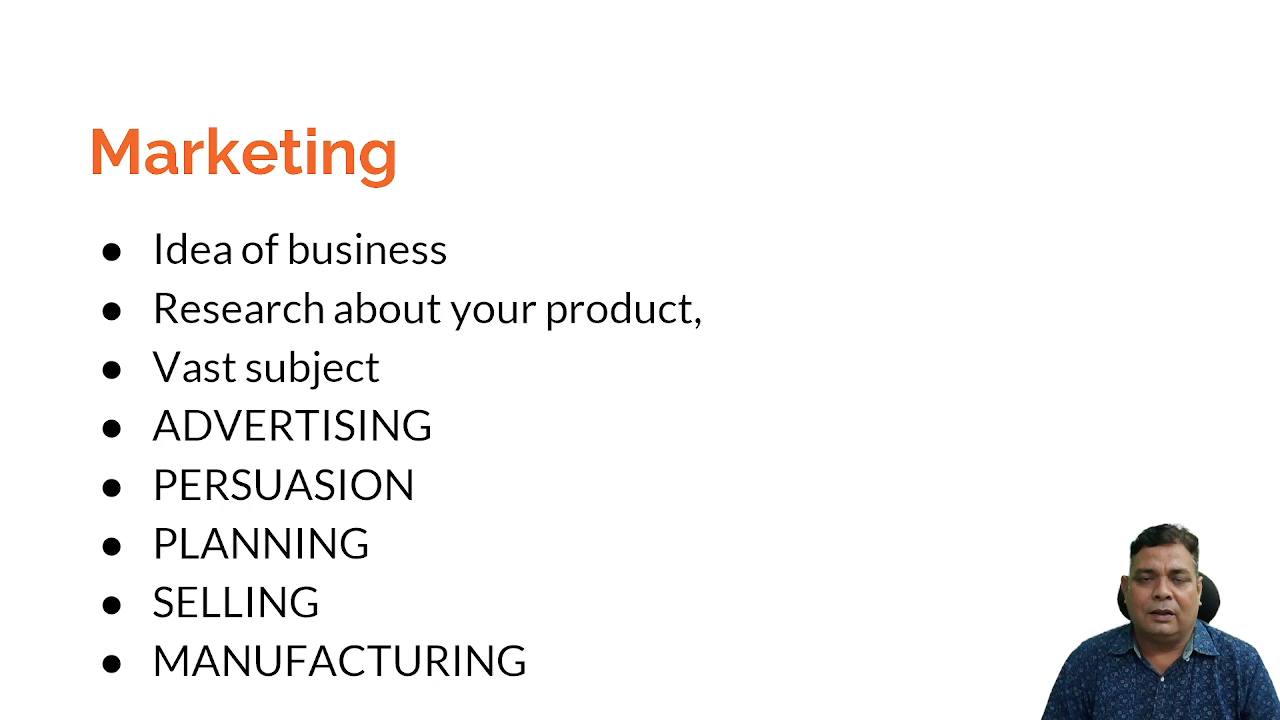 Marketing
● Idea of business
● Research about your product,
● Vast subject
● ADVERTISING
● PERSUASION
● PLANNING
● SELLING
● MANUFACTURING